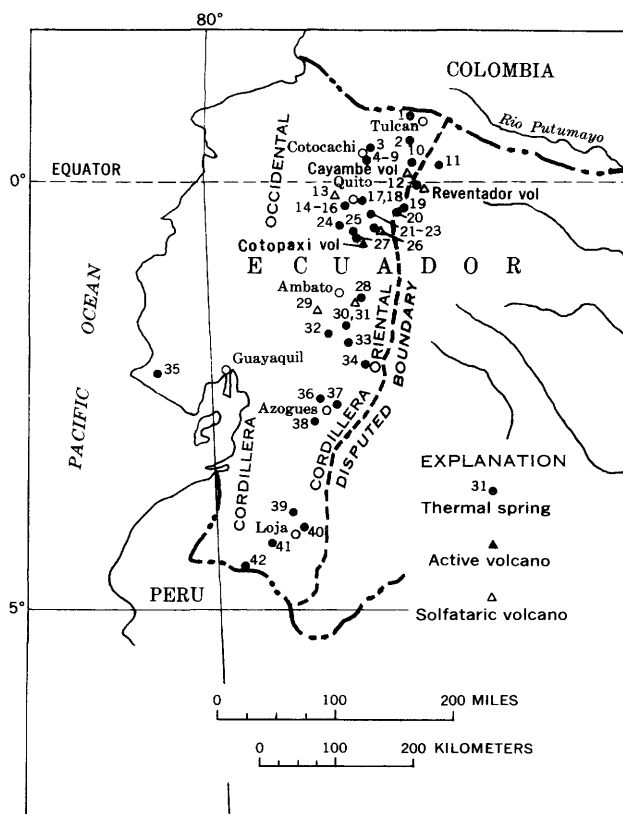 80°
COLOMBIA
Rio Putumayo
1
Tulcan
2
3
Cotocachi
10
4-9
11
EQUATOR
Cayambe vol
0°
Quito
12
Reventador vol
13
17,18
19
14-16
20
OCCIDENTAL
24
25
21-23
26
Cotopaxi vol
27
ECUADOR
PACIFIC OCEAN
Ambato
28
29
30,31
32
33
34
35
Guayaquil
36
37
Azogues
38
CORDILLERA
CORDILLERA ORIENTAL
DISPUTED BOUNDARY
39
Loja
40
41
42
PERU
5°
EXPLANATION
31
Thermal spring
Active volcano
Solfataric volcano
0 100 200 MILES
0 100 200 KILOMETERS